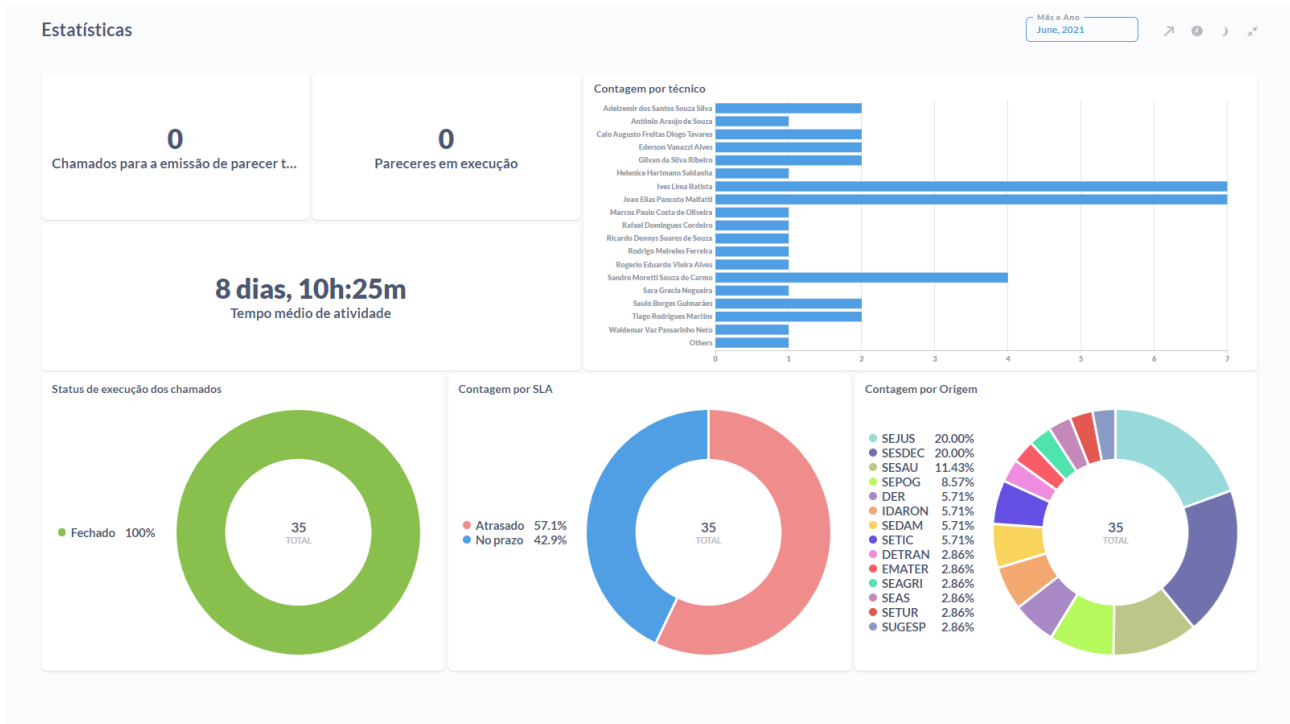 Estatísticas
Mês e Ano
June, 2021
0
Chamados para a emissão de parecer t...
0
Pareceres em execução
8 dias, 10h:25m
Tempo médio de atividade
Contagem por técnico
Adelzemir dos Santos Souza Silva
Antônio Araújo de Souza
Caio Augusto Freitas Diogo Tavares
Ederson Vanazzi Alves
Gilvan da Silva Ribeiro
Helenice Hartmann Saldanha
Ives Lima Batista
Joao Elias Pancoto Malfatti
Marcos Paulo Costa de Oliveira
Rafael Domingues Cordeiro
Ricardo Dennys Soares de Souza
Rodrigo Meireles Ferreira
Rogerio Eduardo Vieira Alves
Sandro Moretti Souza do Carmo
Sara Grecia Nogueira
Saulo Borges Guimarães
Tiago Rodrigues Martins
Waldemar Vaz Passarinho Neto
Others
0 1 2 3 4 5 6 7
Status de execução dos chamados
Fechado 100%
35
TOTAL
Contagem por SLA
Atrasado 57.1%
No prazo 42.9%
35
TOTAL
Contagem por Origem
SEJUS 20.00%
SESDEC 20.00%
SESAU 11.43%
SEPOG 8.57%
DER 5.71%
IDARON 5.71%
SEDAM 5.71%
SETIC 5.71%
DETRAN 2.86%
EMATER 2.86%
SEAGRI 2.86%
SEAS 2.86%
SETUR 2.86%
SUGESP 2.86%
35
TOTAL